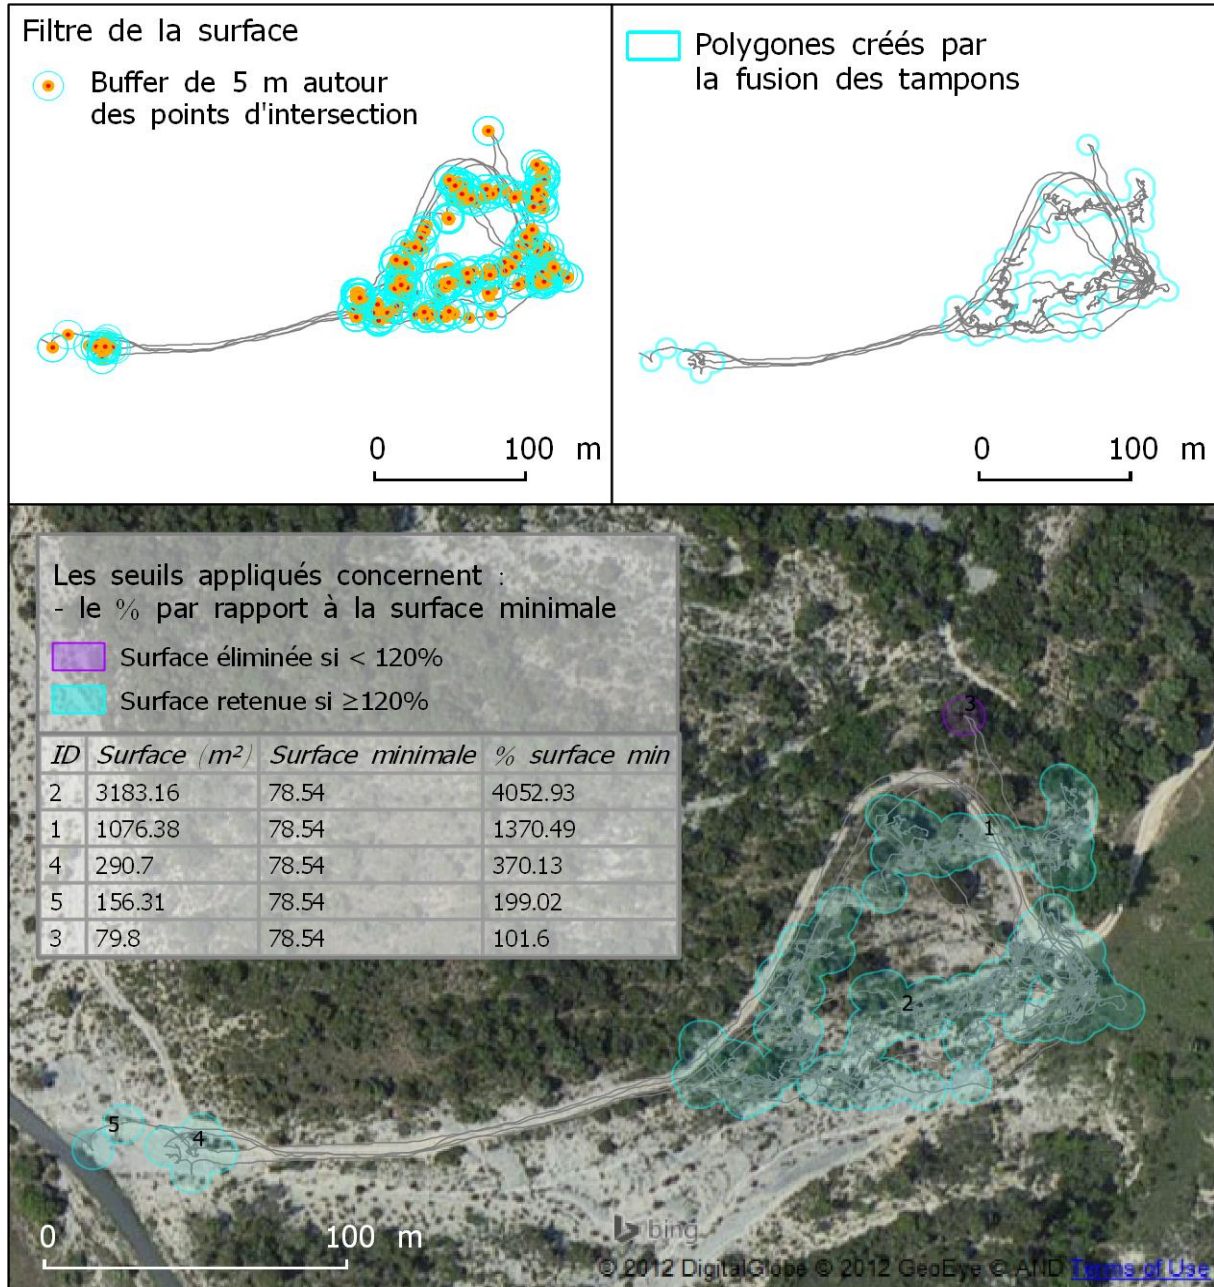 Filtre de la surface
Buffer de 5 m autour
des points d'intersection
0 100 m
Polygones créés par
la fusion des tampons
0 100 m
Les seuils appliqués concernent :
- le % par rapport à la surface minimale
Surface éliminée si < 120%
Surface retenue si ≥120%
ID Surface (m²) Surface minimale % surface min
2 3183.16 78.54 4052.93
1 1076.38 78.54 1370.49
4 290.7 78.54 370.13
5 156.31 78.54 199.02
3 79.8 78.54 101.6
3
1
2
5
4
0 100 m
bing
© 2012 DigitalGlobe © 2012 GeoEye © AND Terms of Use